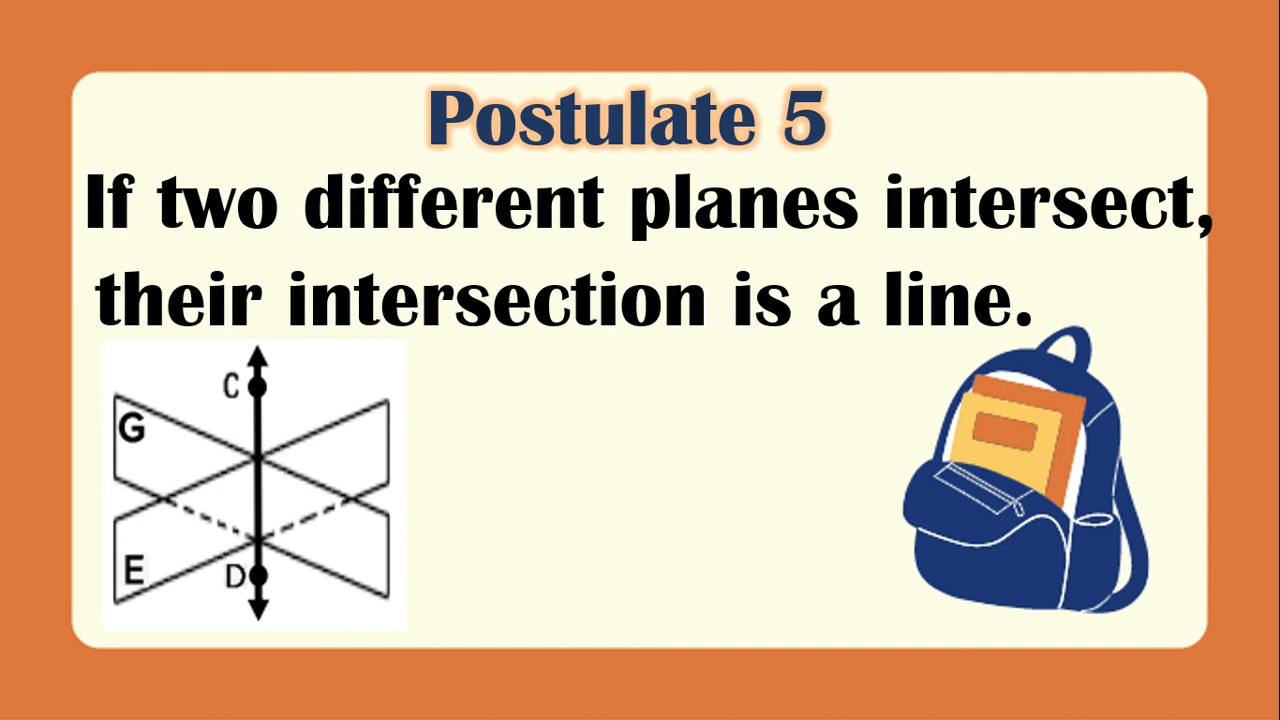 Postulate 5
If two different planes intersect,
their intersection is a line.
C
G
E
D